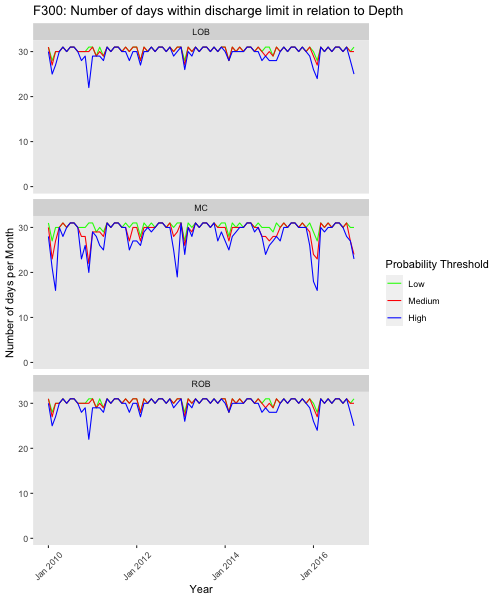 F300: Number of days within discharge limit in relation to Depth
LOB
30
20
10
0
MC
30
20
10
0
ROB
30
20
10
0
Number of days per Month
Jan 2010
Jan 2012
Jan 2014
Jan 2016
Year
Probability Threshold
Low
Medium
High